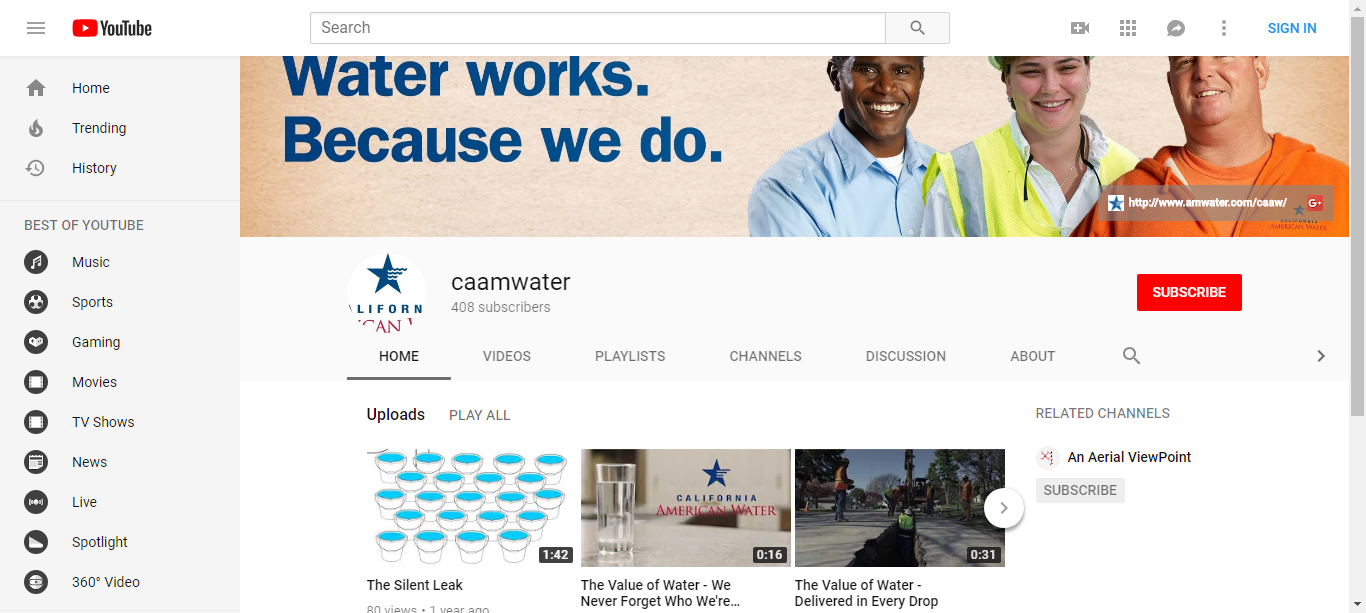 YouTube
Search
SIGN IN
Home
Trending
History
BEST OF YOUTUBE
Music
Sports
Gaming
Movies
TV Shows
News
Live
Spotlight
360° Video
Water works.
Because we do.
http://www.amwater.com/caaw/
G+
CALIFORNIA
AMERICAN WATER
LIFORN
CAN W
caamwater
408 subscribers
SUBSCRIBE
HOME
VIDEOS
PLAYLISTS
CHANNELS
DISCUSSION
ABOUT
Uploads
PLAY ALL
1:42
The Silent Leak
80 views • 1 year ago
CALIFORNIA
AMERICAN WATER
0:16
The Value of Water - We
Never Forget Who We're...
0:31
The Value of Water -
Delivered in Every Drop
RELATED CHANNELS
An Aerial ViewPoint
SUBSCRIBE